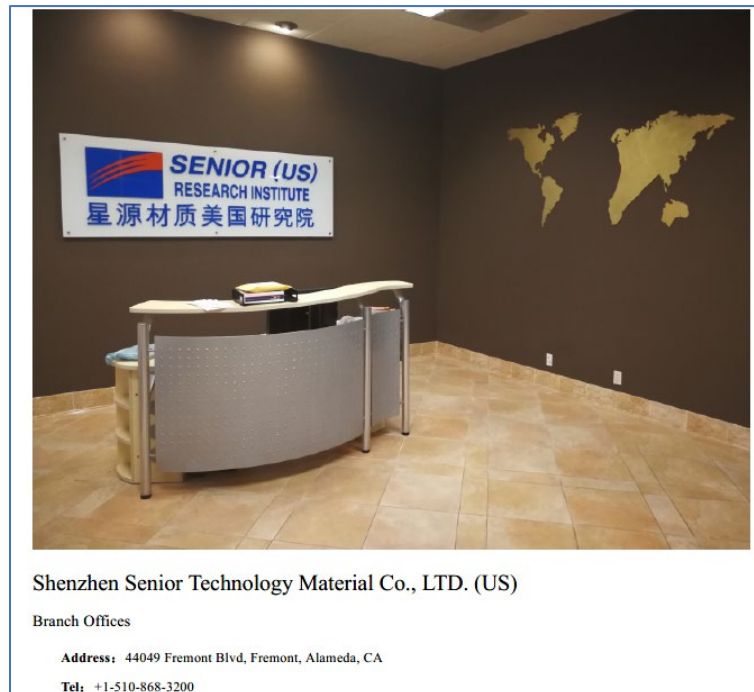 SENIOR (US)
RESEARCH INSTITUTE
星源材质美国研究院
Shenzhen Senior Technology Material Co., LTD. (US)
Branch Offices
Address: 44049 Fremont Blvd, Fremont, Alameda, CA
Tel: +1-510-868-3200